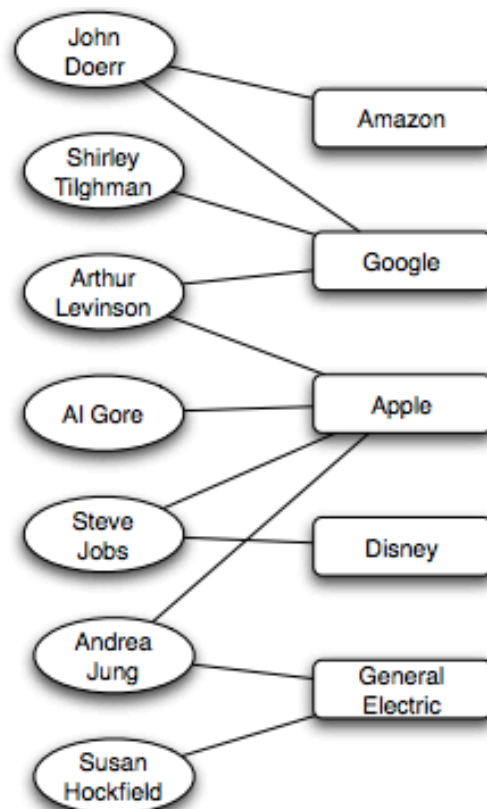 John
Doerr
Amazon
Shirley
Tilghman
Google
Arthur
Levinson
Apple
Al Gore
Steve
Jobs
Disney
Andrea
Jung
General
Electric
Susan
Hockfield